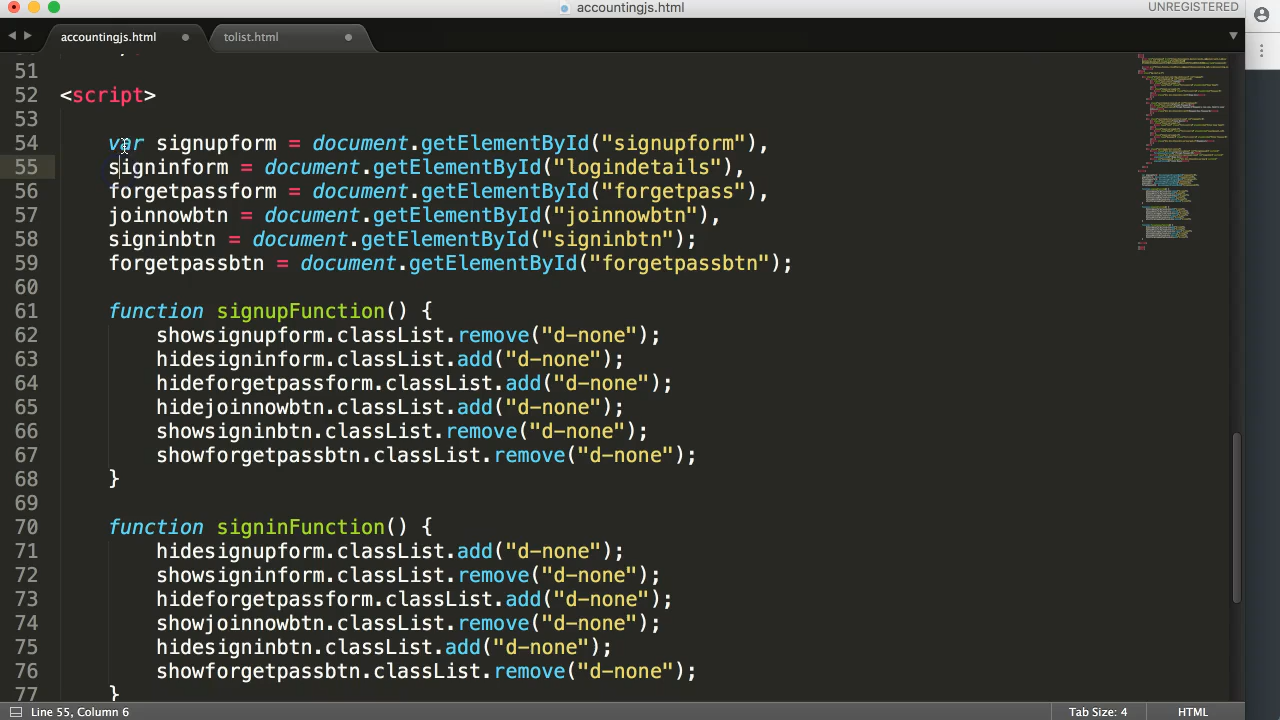 accountingjs.html
UNREGISTERED
accountingjs.html
tolist.html
51
52 <script>
53
54 var signupform = document.getElementById("signupform"),
55 signinform = document.getElementById("logindetails"),
56 forgetpassform = document.getElementById("forgetpass"),
57 joinnowbtn = document.getElementById("joinnowbtn"),
58 signinbtn = document.getElementById("signinbtn");
59 forgetpassbtn = document.getElementById("forgetpassbtn");
60
61 function signupFunction() {
62 showsignupform.classList.remove("d-none");
63 hidesigninform.classList.add("d-none");
64 hideforgetpassform.classList.add("d-none");
65 hidejoinnowbtn.classList.add("d-none");
66 showsigninbtn.classList.remove("d-none");
67 showforgetpassbtn.classList.remove("d-none");
68 }
69
70 function signinFunction() {
71 hidesignupform.classList.add("d-none");
72 showsigninform.classList.remove("d-none");
73 hideforgetpassform.classList.add("d-none");
74 showjoinnowbtn.classList.remove("d-none");
75 hidesigninbtn.classList.add("d-none");
76 showforgetpassbtn.classList.remove("d-none");
77 }
Line 55, Column 6
Tab Size: 4
HTML